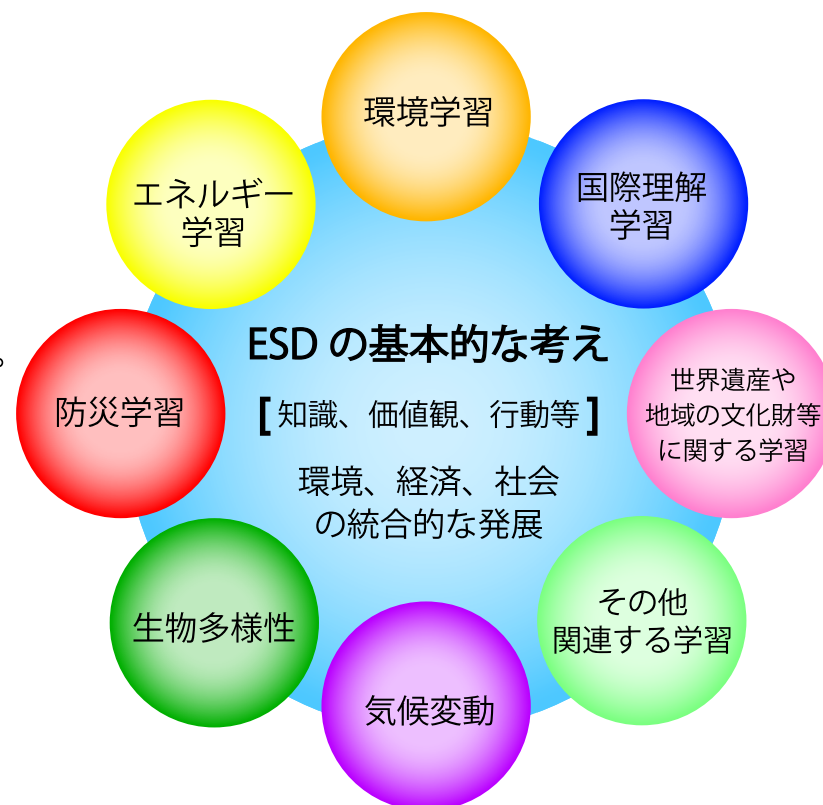 環境学習
国際理解
学習
世界遺産や
地域の文化財等
に関する学習
その他
関連する学習
気候変動
生物多様性
防災学習
エネルギー
学習
ESD の基本的な考え
[知識、価値観、行動等]
環境、経済、社会
の統合的な発展
。